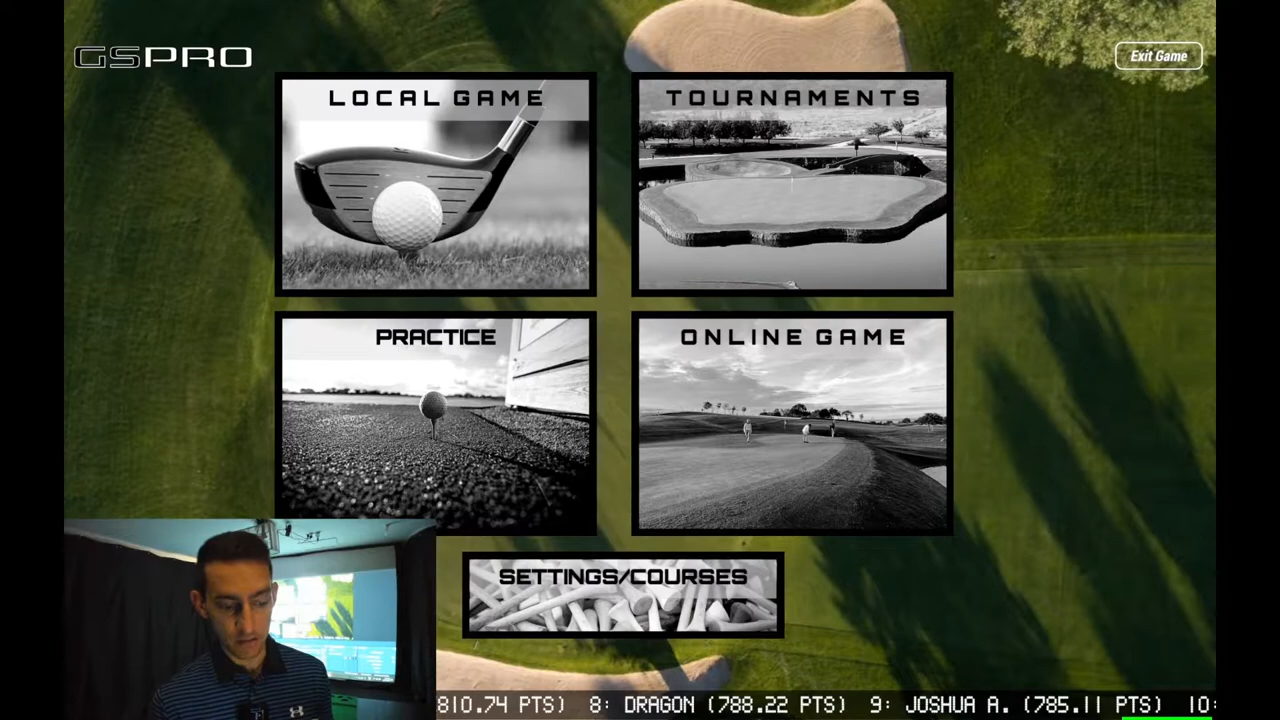 GSPRO
Exit Game
LOCAL GAME
TOURNAMENTS
PRACTICE
ONLINE GAME
SETTINGS/COURSES
810.74 PTS) 8: DRAGON (788.22 PTS) 9: JOSHUA A. (785.11 PTS) 10: